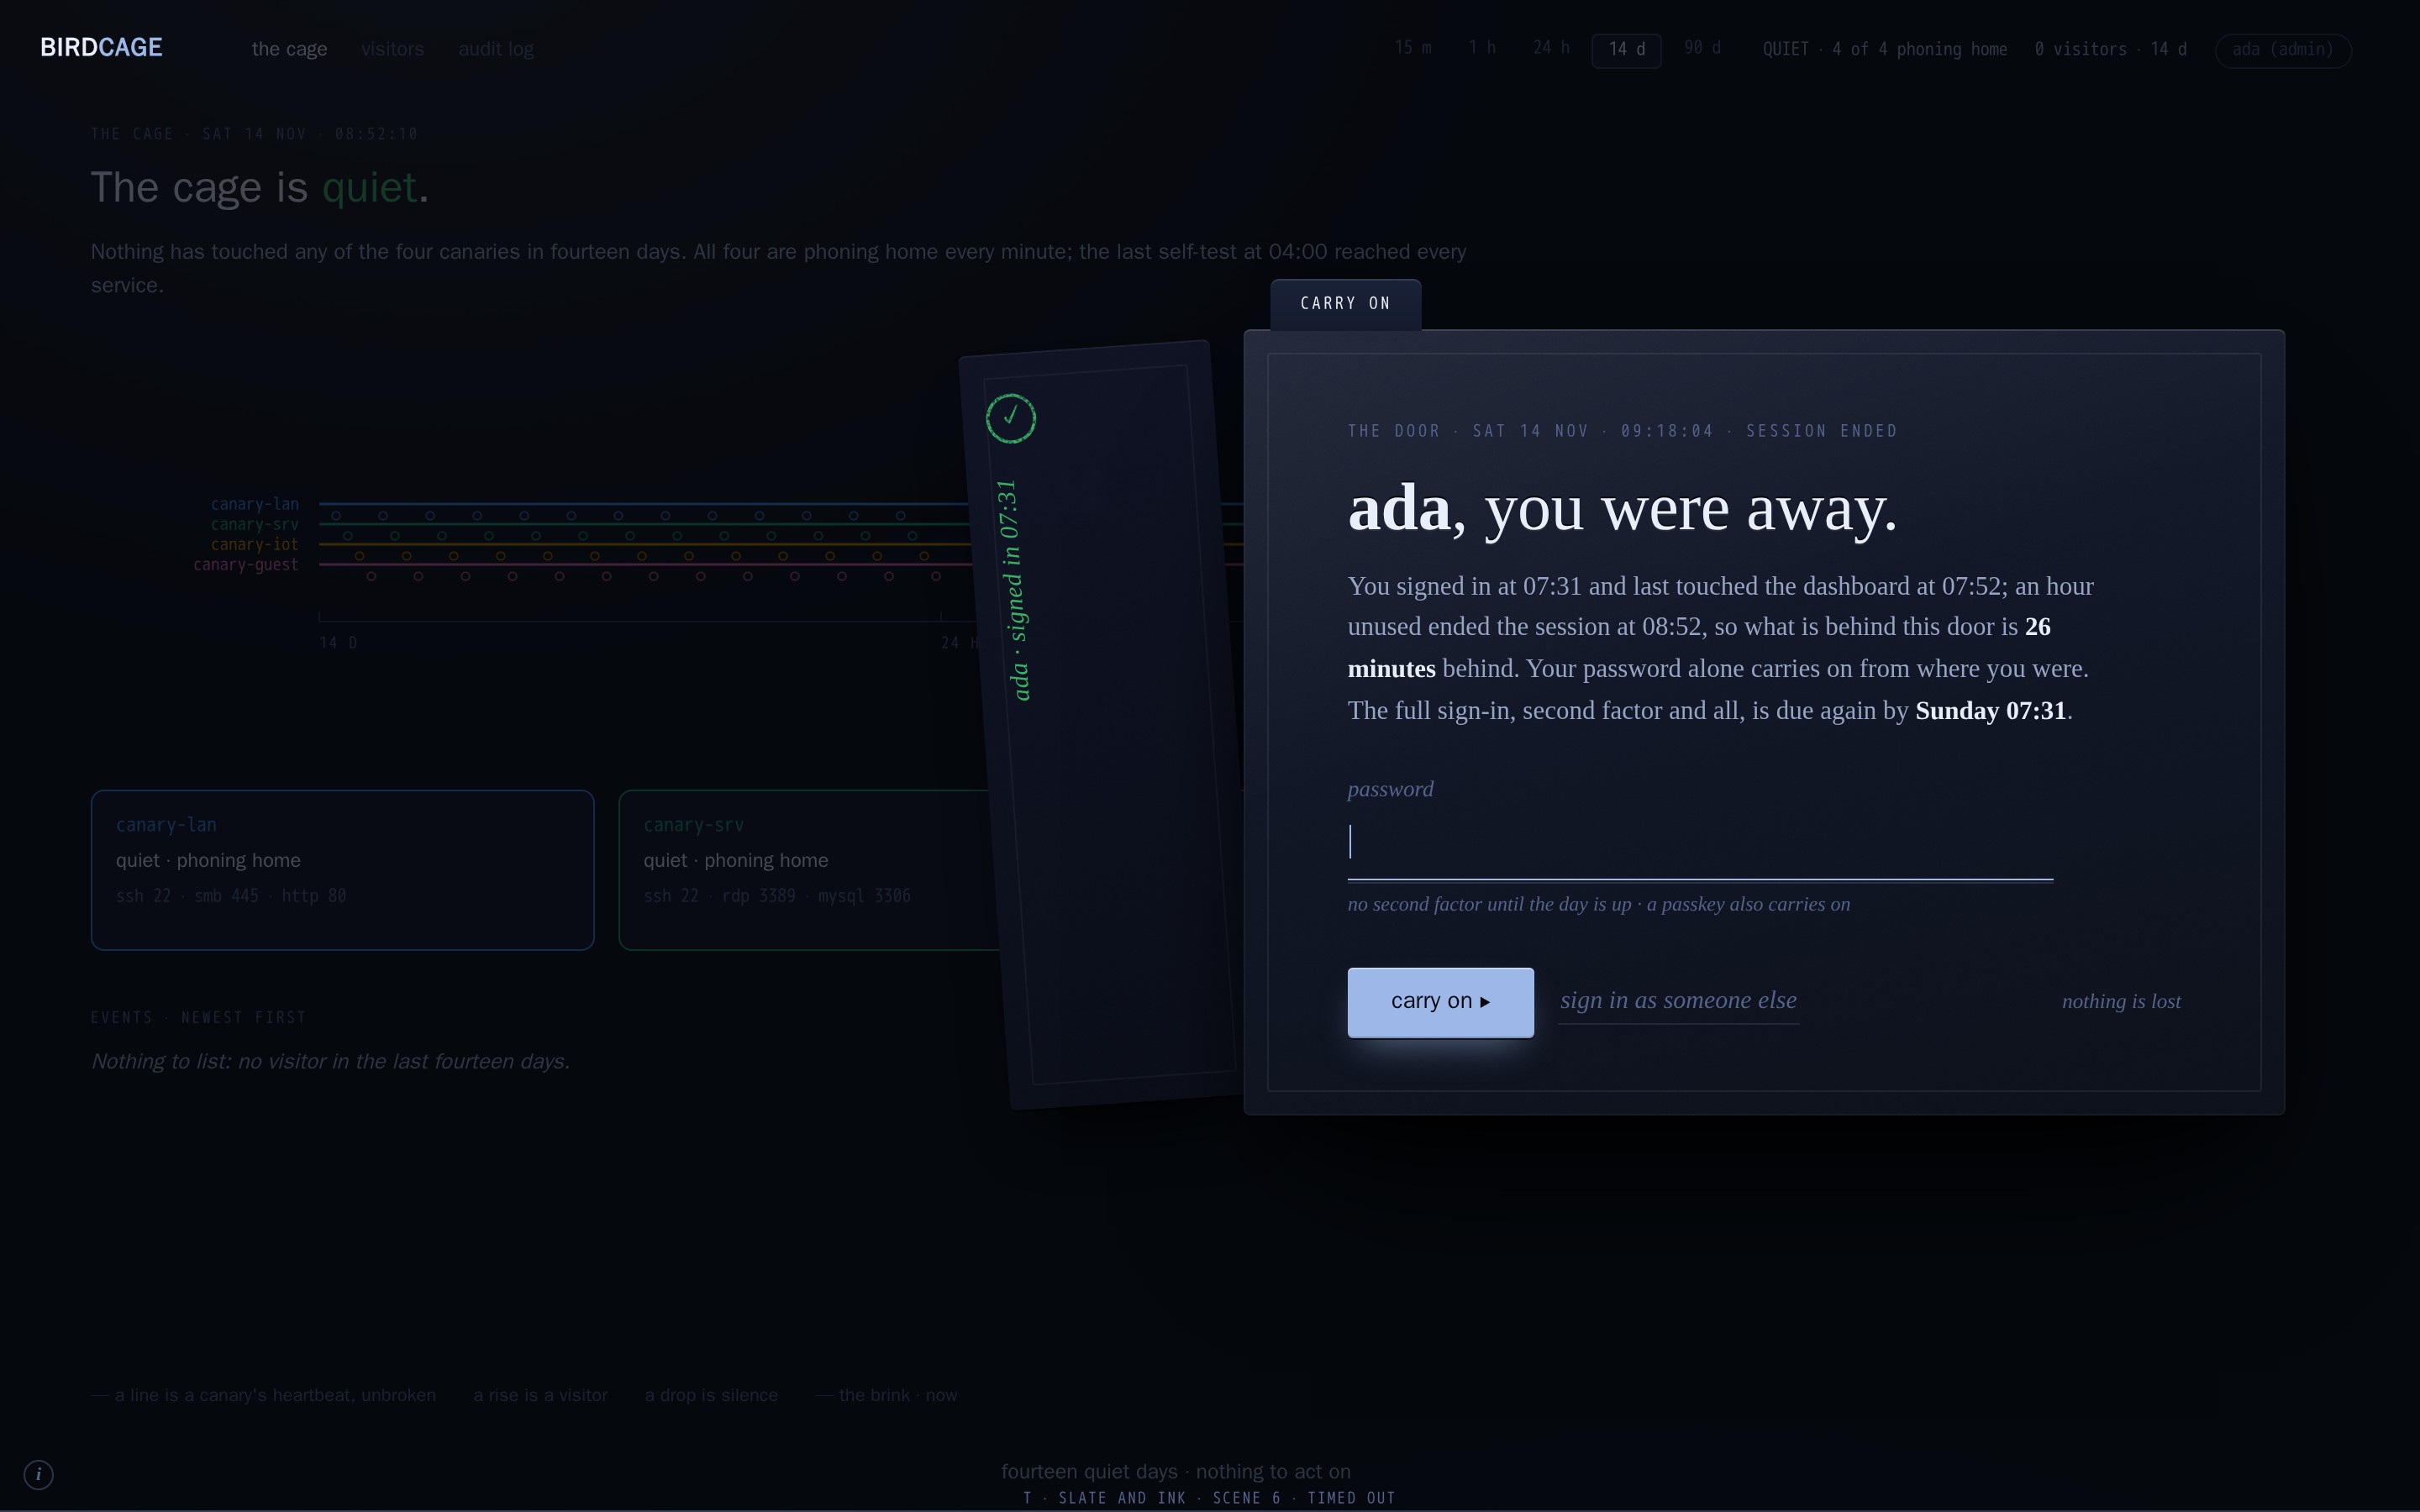 BIRDCAGE the cage visitors audit log 15 m 1 h 24 h 14 d 90 d QUIET · 4 of 4 phoning home 0 visitors · 14 d ada (admin)
THE CAGE · SAT 14 NOV · 08:52:10
The cage is quiet.
Nothing has touched any of the four canaries in fourteen days. All four are phoning home every minute; the last self-test at 04:00 reached every
service.
canary-lan
canary-srv
canary-iot
canary-guest
14 D 24 H
canary-lan
quiet · phoning home
ssh 22 · smb 445 · http 80
canary-srv
quiet · phoning home
ssh 22 · rdp 3389 · mysql 3306
EVENTS · NEWEST FIRST
Nothing to list: no visitor in the last fourteen days.
✓
ada · signed in 07:31
CARRY ON
THE DOOR · SAT 14 NOV · 09:18:04 · SESSION ENDED
ada, you were away.
You signed in at 07:31 and last touched the dashboard at 07:52; an hour
unused ended the session at 08:52, so what is behind this door is 26
minutes behind. Your password alone carries on from where you were.
The full sign-in, second factor and all, is due again by Sunday 07:31.
password
no second factor until the day is up · a passkey also carries on
carry on ▸ sign in as someone else nothing is lost
— a line is a canary's heartbeat, unbroken a rise is a visitor a drop is silence — the brink · now
i
fourteen quiet days · nothing to act on
T · SLATE AND INK · SCENE 6 · TIMED OUT